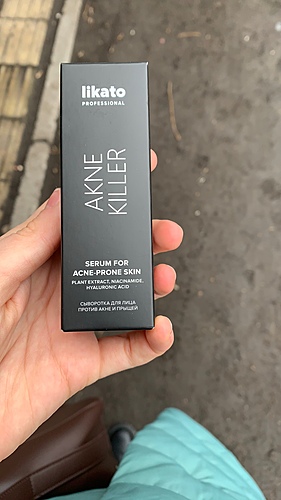 likato
PROFESSIONAL
AKNE
KILLER
SERUM FOR
ACNE-PRONE SKIN
PLANT EXTRACT, NIACINAMIDE,
HYALURONIC ACID
СЫВОРОТКА ДЛЯ ЛИЦА
ПРОТИВ АКНЕ И ПРЫЩЕЙ